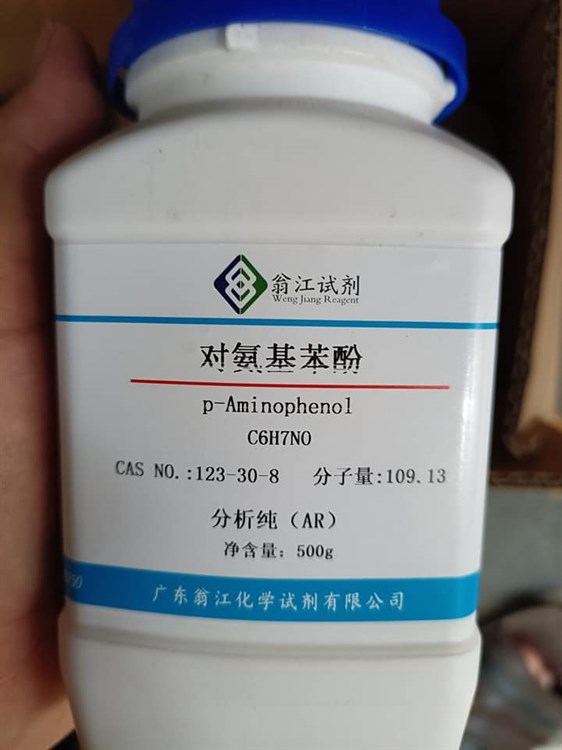 翁江试剂
Weng Jiang Reagent
对氨基苯酚
p-Aminophenol
C6H7NO
CAS NO.:123-30-8 分子量:109.13
分析纯（AR）
净含量：500g
广东翁江化学试剂有限公司